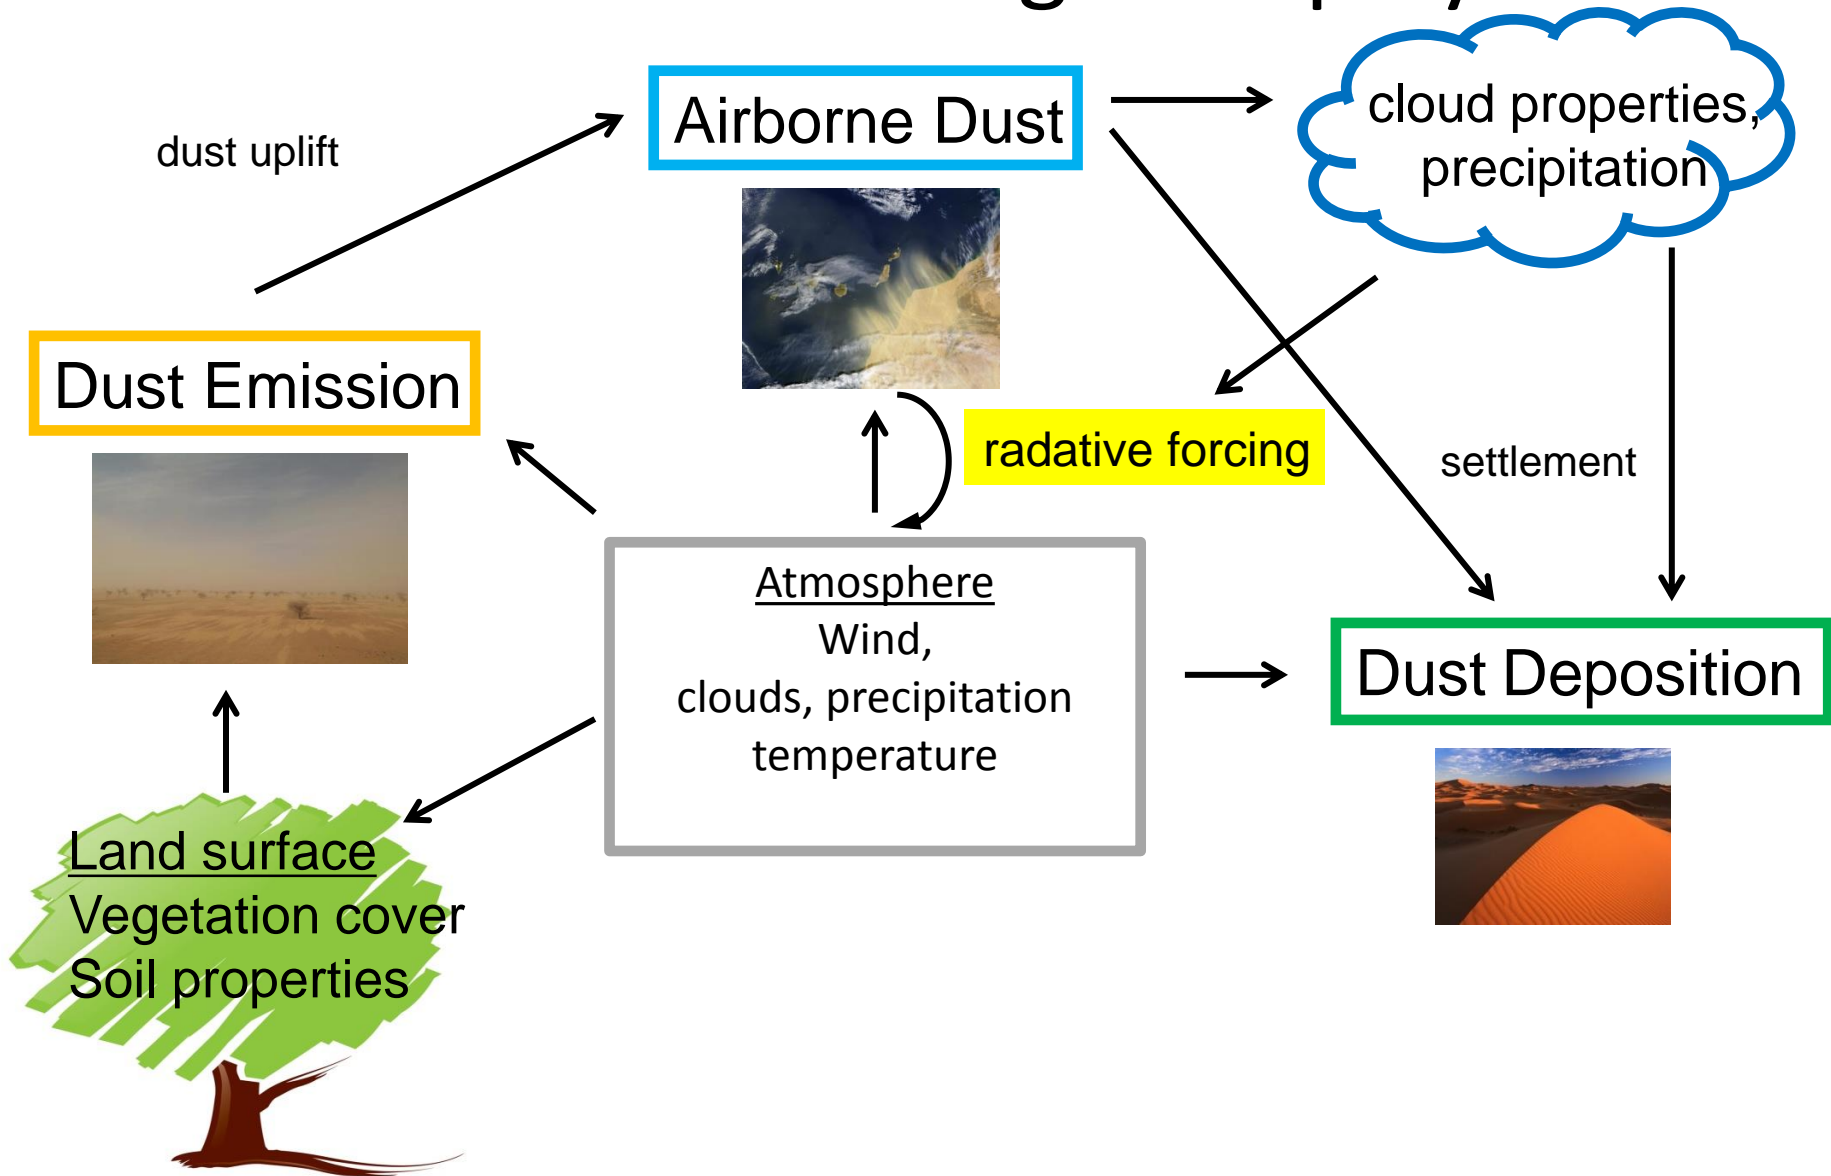 Airborne Dust
cloud properties,
precipitation
dust uplift
Dust Emission
radative forcing
settlement
Atmosphere
Wind,
clouds, precipitation
temperature
Dust Deposition
Land surface
Vegetation cover
Soil properties